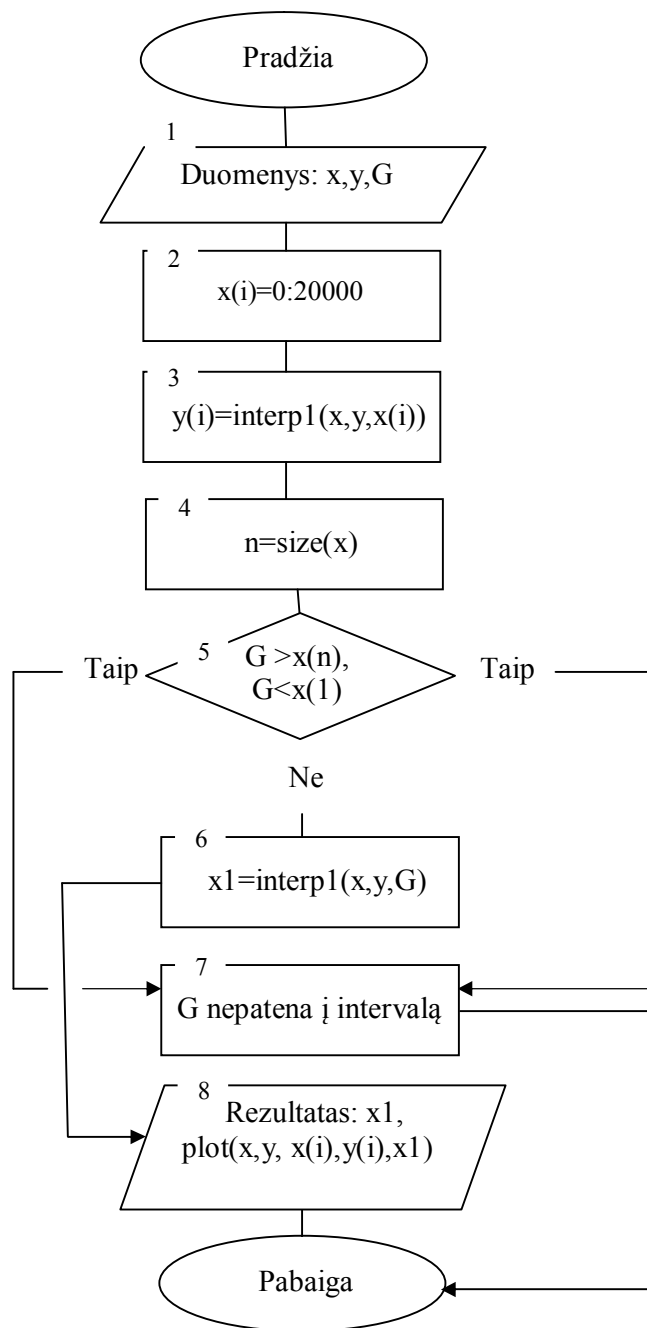 Pradžia
1
Duomenys: x,y,G
2
x(i)=0:20000
3
y(i)=interp1(x,y,x(i))
4
n=size(x)
5
G >x(n),
G<x(1)
Taip
Taip
Ne
6
x1=interp1(x,y,G)
7
G nepatena į intervalą
8
Rezultatas: x1,
plot(x,y, x(i),y(i),x1)
Pabaiga